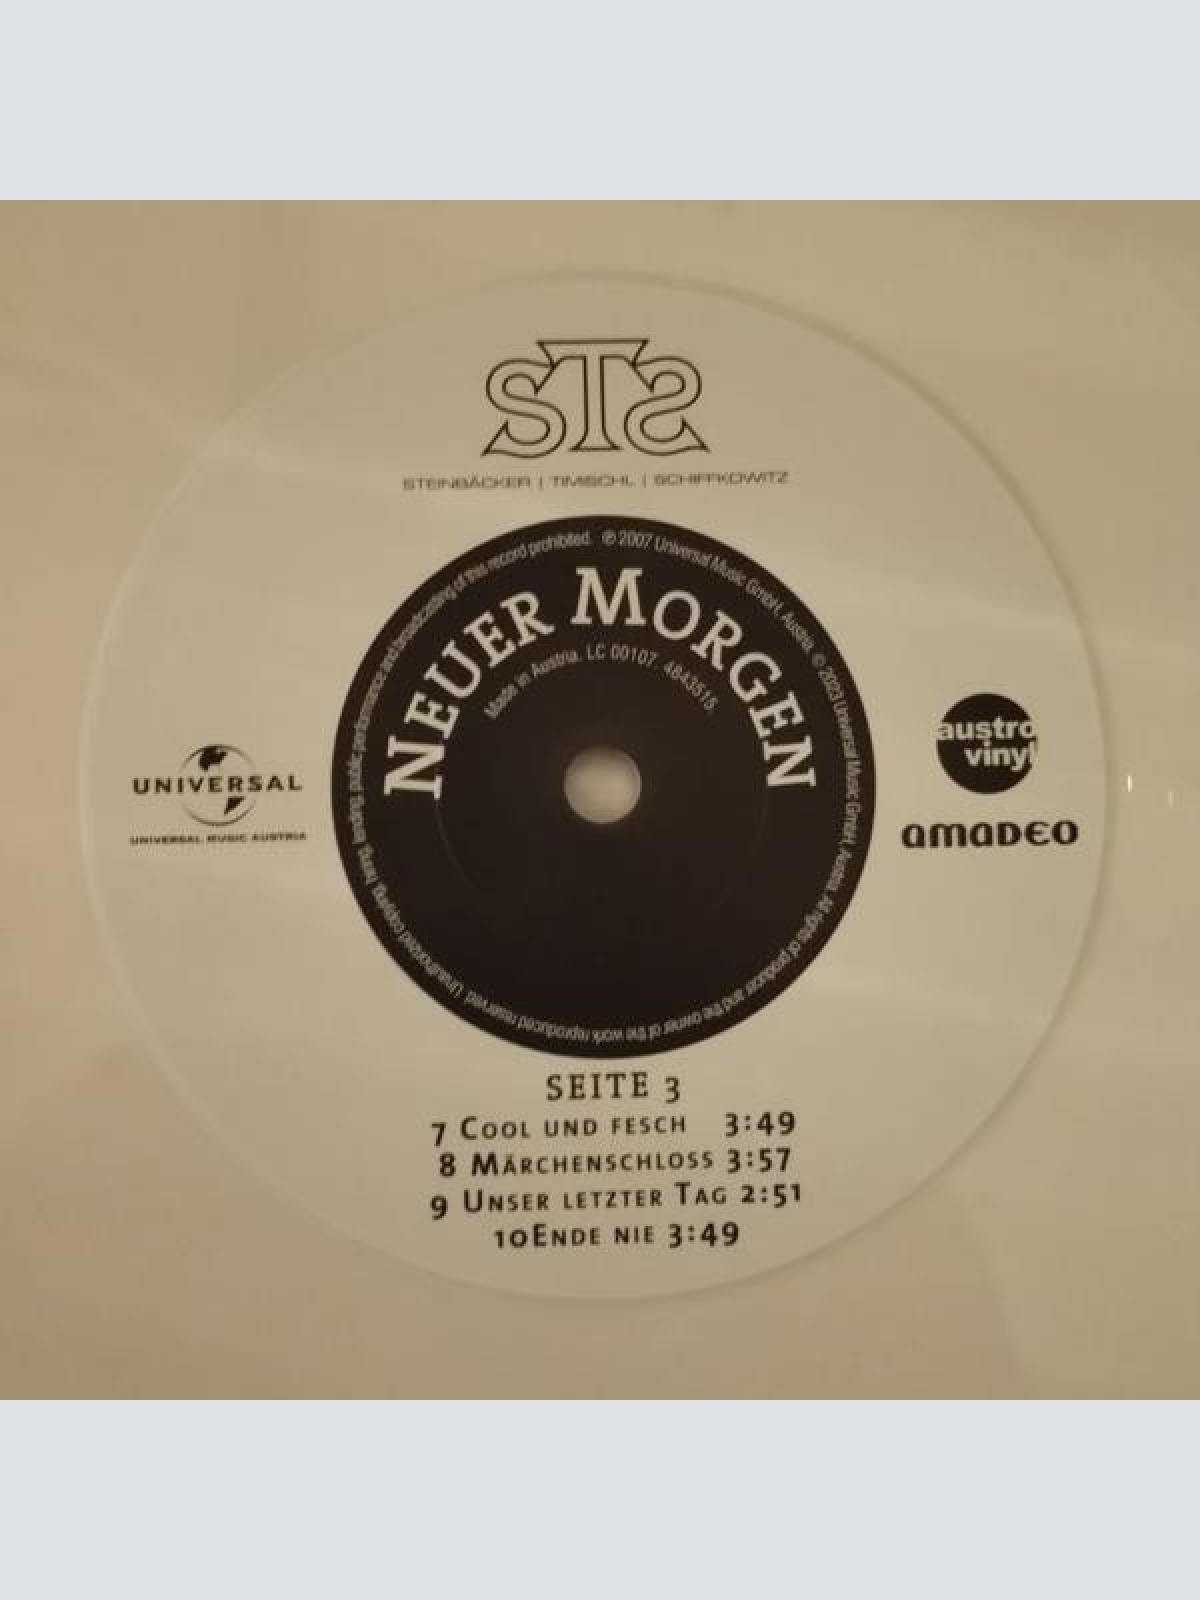 STS
STEINBÄCKER | TIMISCHL | SCHIFFKOWITZ
Unauthorized copying, hiring, lending, public performance and broadcasting of this record prohibited. ℗ 2007 Universal Music GmbH, Austria. © 2023 Universal Music GmbH, Austria. All rights of producer and the owner of the work reproduced reserved.
NEUER MORGEN
Made in Austria. LC 00107. 4843515.
UNIVERSAL
UNIVERSAL MUSIC AUSTRIA
austro
vinyl
AMADEO
SEITE 3
7 COOL UND FESCH 3:49
8 MÄRCHENSCHLOSS 3:57
9 UNSER LETZTER TAG 2:51
10ENDE NIE 3:49